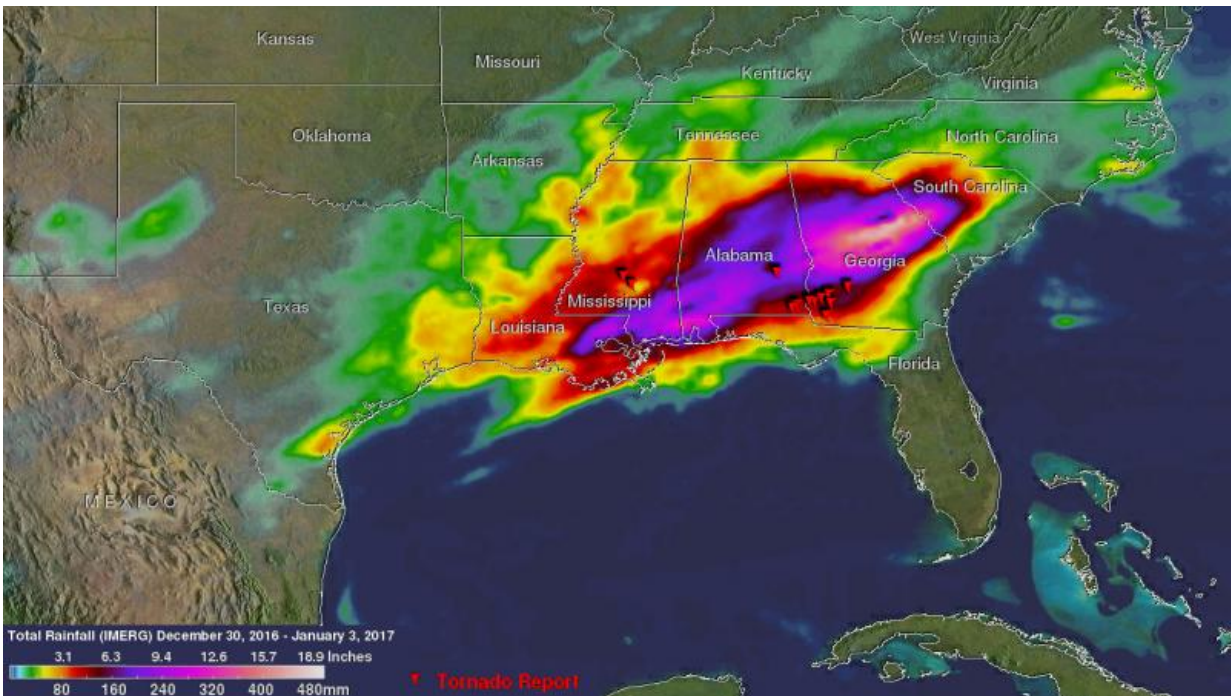 Kansas
Missouri
West Virginia
Kentucky
Virginia
Oklahoma
Tennessee
North Carolina
Arkansas
South Carolina
Alabama
Georgia
Texas
Mississippi
Louisiana
Florida
MEXICO
Total Rainfall (IMERG) December 30, 2016 - January 3, 2017
3.1 6.3 9.4 12.6 15.7 18.9 Inches
80 160 240 320 400 480mm
Tornado Report